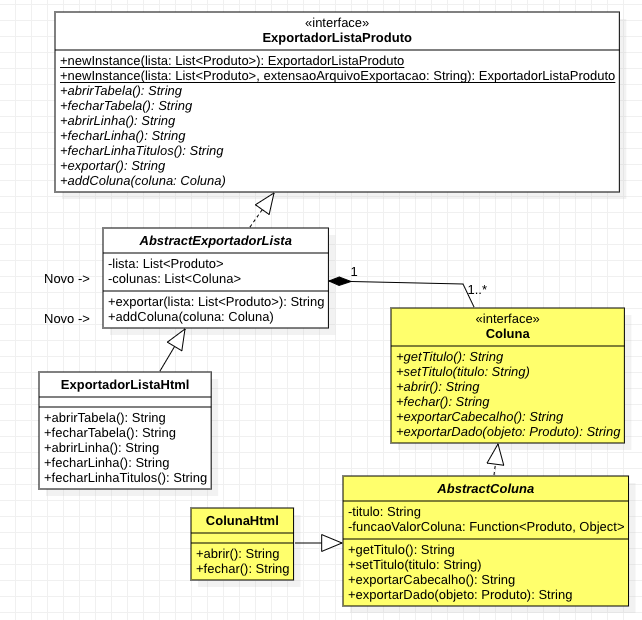 «interface»
ExportadorListaProduto
+newInstance(lista: List<Produto>): ExportadorListaProduto
+newInstance(lista: List<Produto>, extensaoArquivoExportacao: String): ExportadorListaProduto
+abrirTabela(): String
+fecharTabela(): String
+abrirLinha(): String
+fecharLinha(): String
+fecharLinhaTitulos(): String
+exportar(): String
+addColuna(coluna: Coluna)
AbstractExportadorLista
-lista: List<Produto>
Novo ->
-colunas: List<Coluna>
+exportar(lista: List<Produto>): String
Novo ->
+addColuna(coluna: Coluna)
1
1..*
«interface»
Coluna
+getTitulo(): String
+setTitulo(titulo: String)
+abrir(): String
+fechar(): String
+exportarCabecalho(): String
+exportarDado(objeto: Produto): String
ExportadorListaHtml
+abrirTabela(): String
+fecharTabela(): String
+abrirLinha(): String
+fecharLinha(): String
+fecharLinhaTitulos(): String
AbstractColuna
-titulo: String
-funcaoValorColuna: Function<Produto, Object>
+getTitulo(): String
+setTitulo(titulo: String)
+exportarCabecalho(): String
+exportarDado(objeto: Produto): String
ColunaHtml
+abrir(): String
+fechar(): String